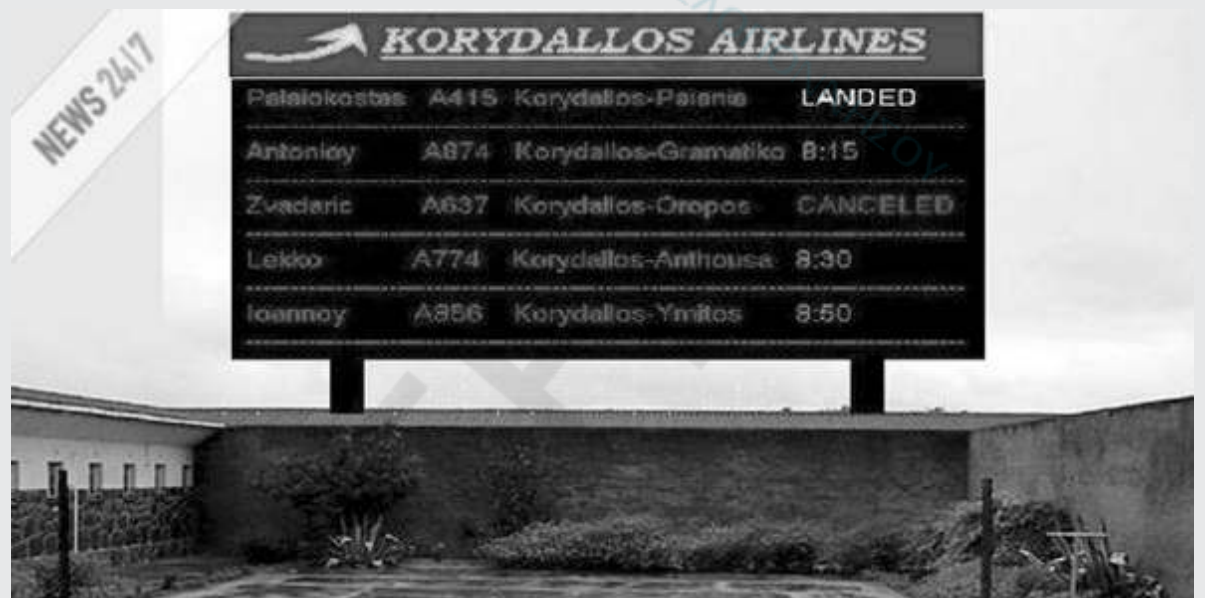 NEWS 24/7
KORYDALLOS AIRLINES
Palaiokostas A415 Korydallos-Paiania LANDED
Antonioy A874 Korydallos-Gramatiko 8:15
Zvadaric A637 Korydallos-Oropos CANCELED
Lekko A774 Korydallos-Anthousa 8:30
Ioannoy A856 Korydallos-Ymitos 8:50